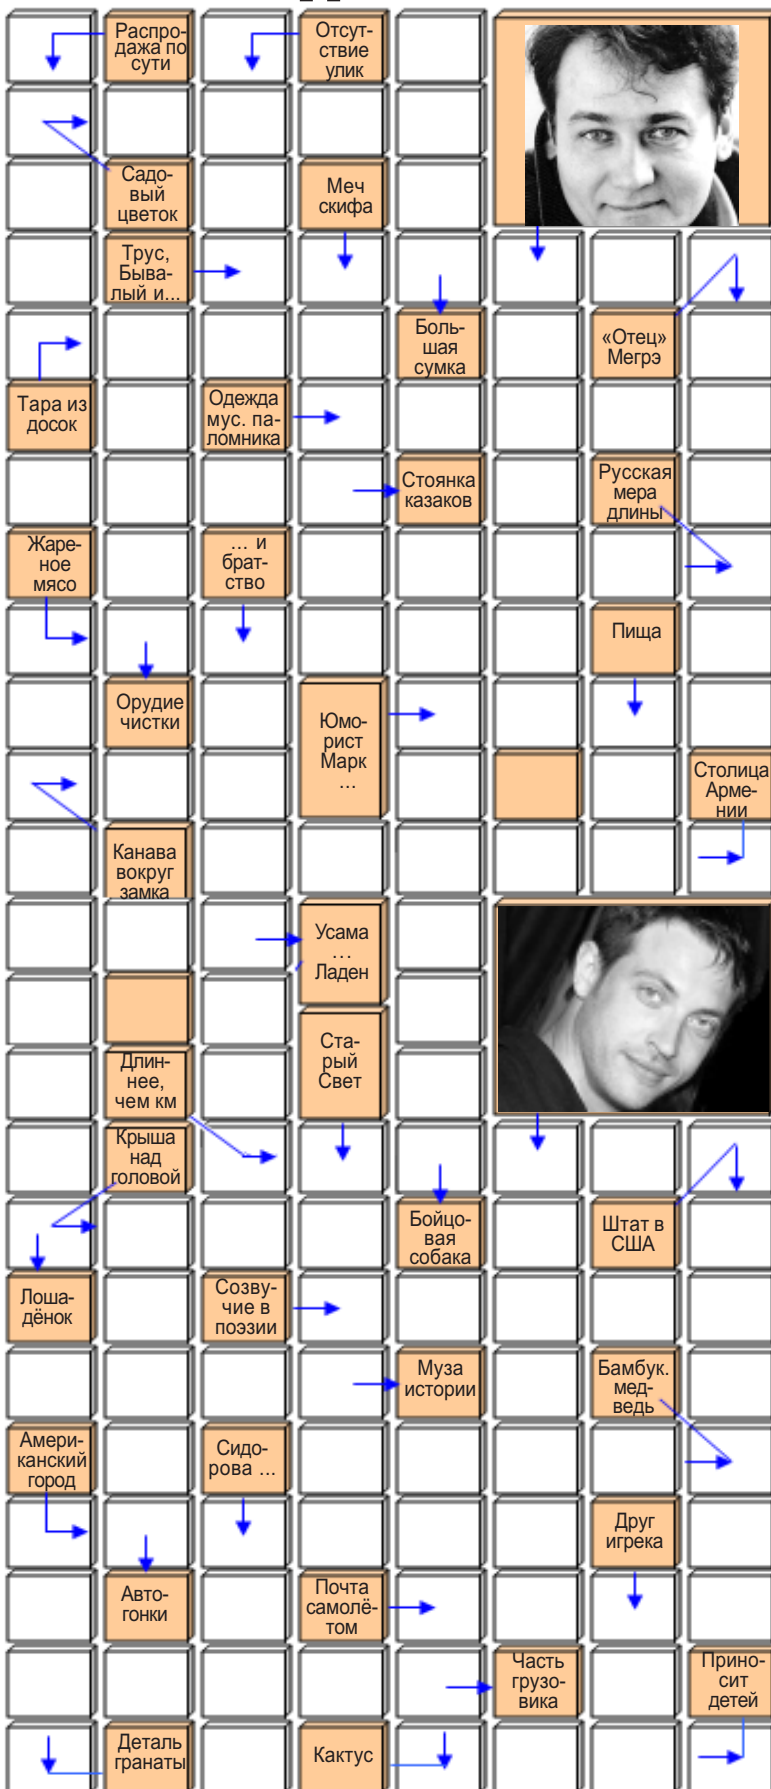 Распро-
дажа по
сути
Отсут-
ствие
улик
Садо-
вый
цветок
Меч
скифа
Трус,
Быва-
лый и...
Боль-
шая
сумка
«Отец»
Мегрэ
Тара из
досок
Одежда
мус. па-
ломника
Стоянка
казаков
Русская
мера
длины
Жаре-
ное
мясо
... и
брат-
ство
Пища
Орудие
чистки
Юмо-
рист
Марк
...
Столица
Арме-
нии
Канава
вокруг
замка
Усама
...
Ладен
Ста-
рый
Свет
Длин-
нее,
чем км
Крыша
над
головой
Бойцо-
вая
собака
Штат в
США
Лоша-
дёнок
Созву-
чие в
поэзии
Муза
истории
Бамбук.
мед-
ведь
Амери-
канский
город
Сидо-
рова ...
Друг
игрека
Авто-
гонки
Почта
самолё-
том
Часть
грузо-
вика
Прино-
сит
детей
Деталь
гранаты
Кактус